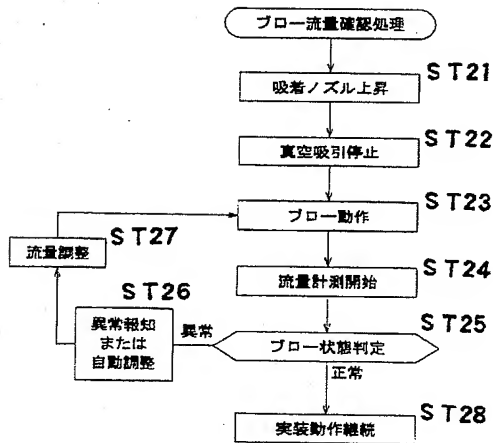 ブロー流量確認処理
ST21
吸着ノズル上昇
ST22
真空吸引停止
ST23
ブロー動作
ST27
流量調整
ST24
流量計測開始
ST26
異常報知
または
自動調整
異常
ST25
ブロー状態判定
正常
ST28
実装動作継続